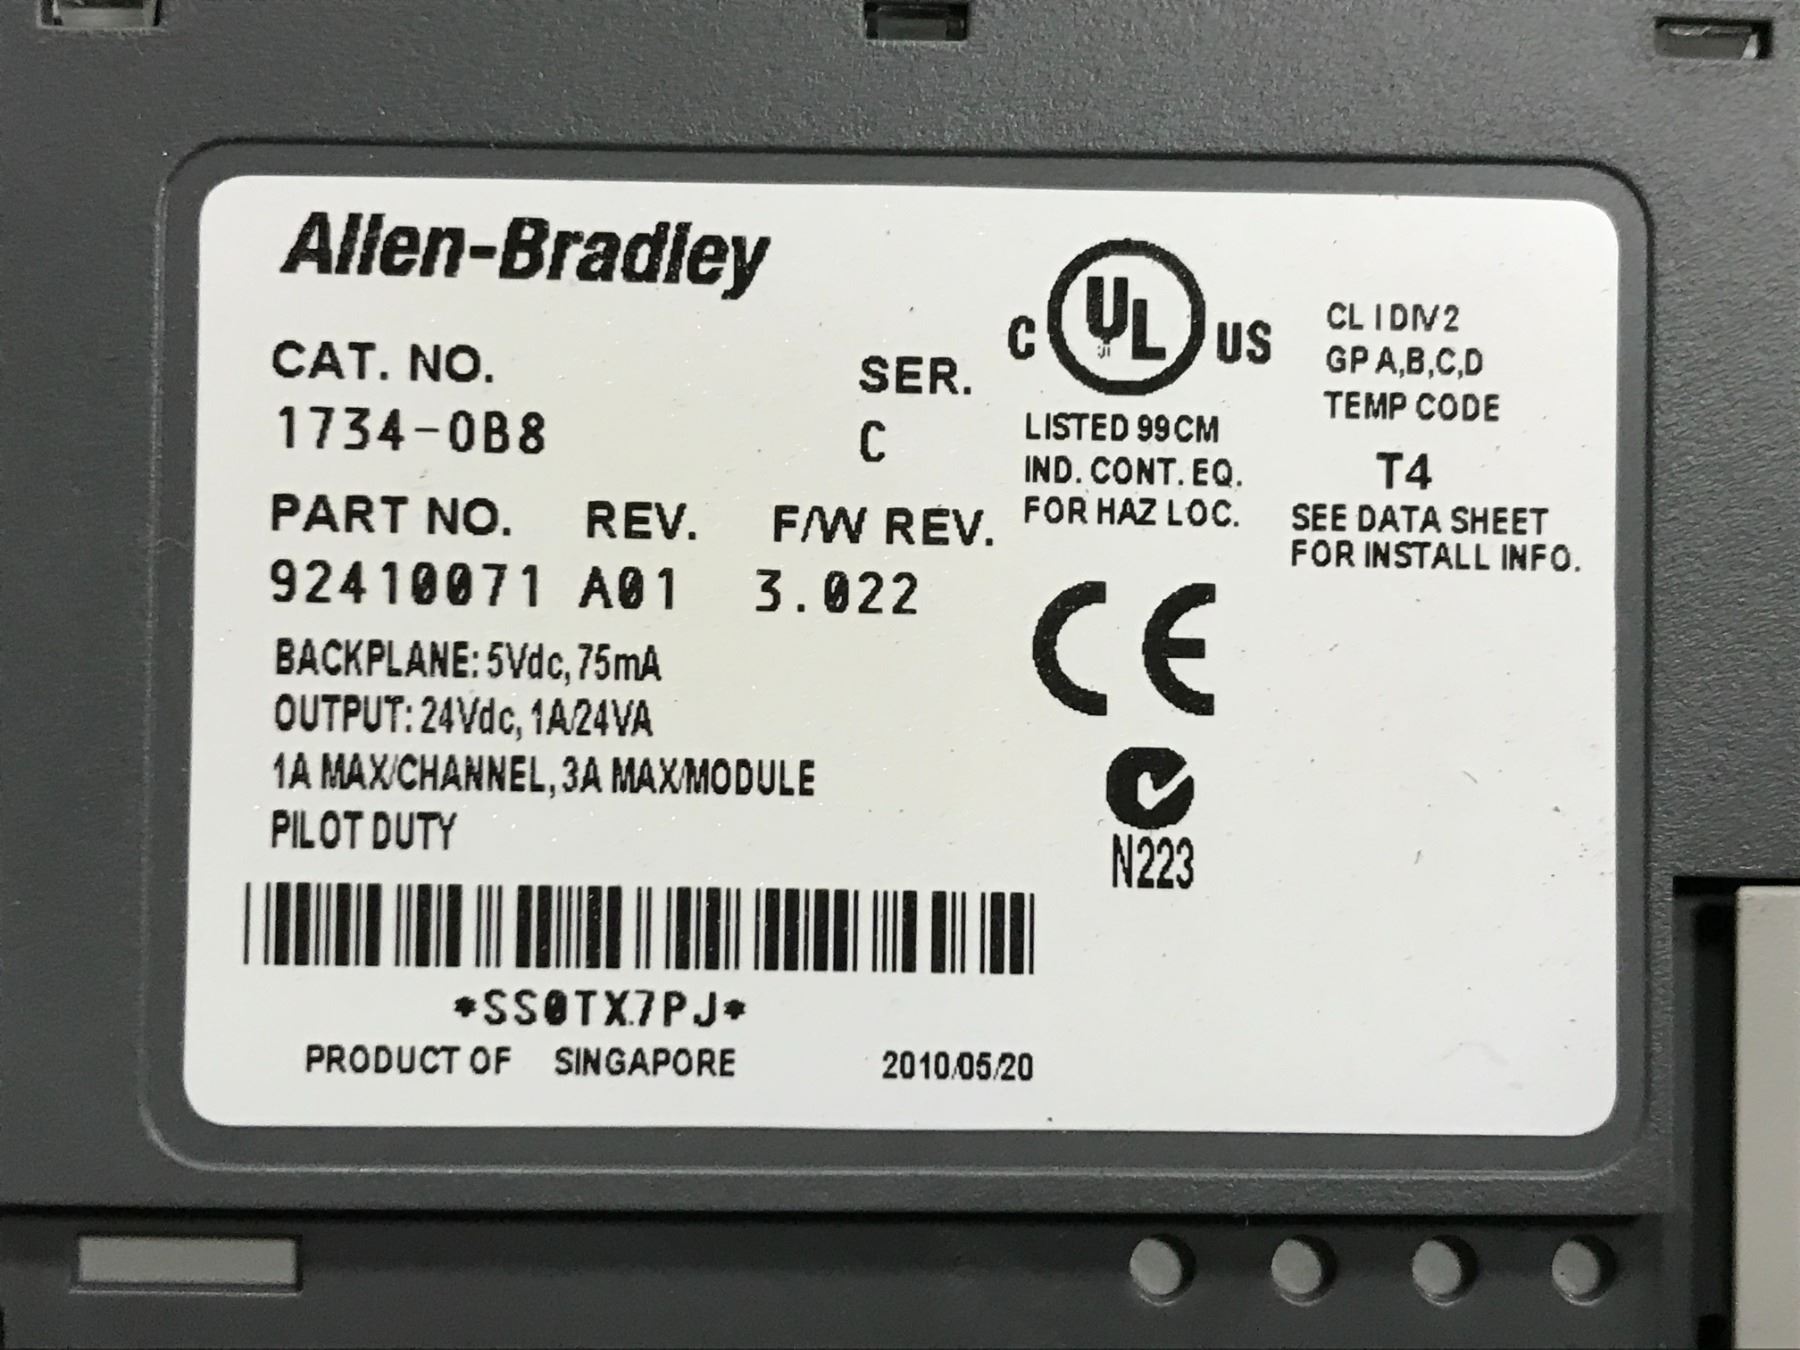 Allen-Bradley
CAT. NO.
SER.
1734-OB8
C
PART NO. REV. F/W REV.
92410071 A01 3.022
BACKPLANE: 5Vdc, 75mA
OUTPUT: 24Vdc, 1A/24VA
1A MAX/CHANNEL, 3A MAX/MODULE
PILOT DUTY
*SS0TX7PJ*
PRODUCT OF SINGAPORE 2010/05/20
C UL US
LISTED 99CM
IND. CONT. EQ.
FOR HAZ LOC.
CE
N223
CL I DIV 2
GP A,B,C,D
TEMP CODE
T4
SEE DATA SHEET
FOR INSTALL INFO.